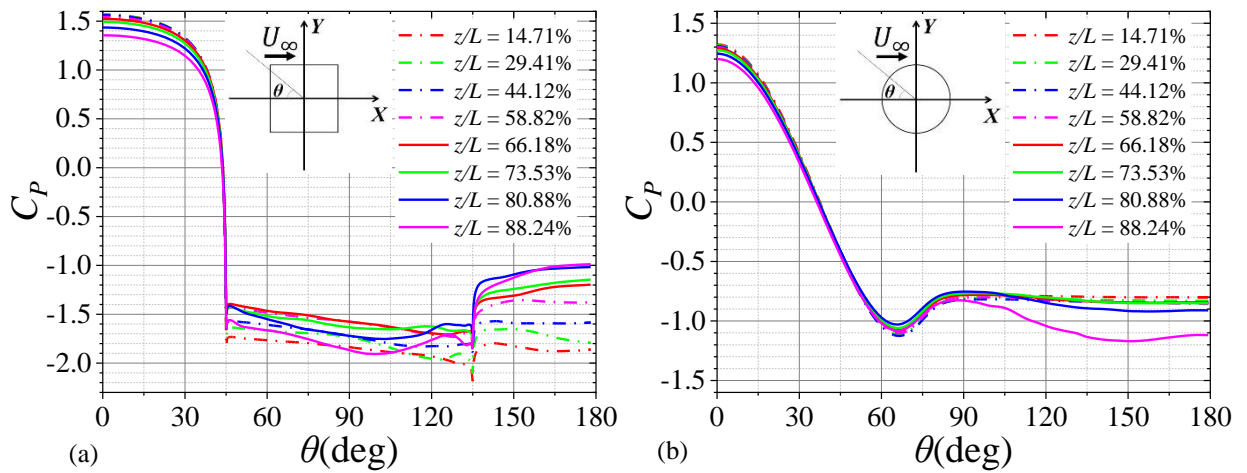 1.5
1.0
0.5
0.0
-0.5
-1.0
-1.5
-2.0
C_P
0 30 60 90 120 150 180
θ(deg)
(a)
U_∞
Y
θ
X
z/L = 14.71%
z/L = 29.41%
z/L = 44.12%
z/L = 58.82%
z/L = 66.18%
z/L = 73.53%
z/L = 80.88%
z/L = 88.24%
1.5
1.0
0.5
0.0
-0.5
-1.0
-1.5
C_P
0 30 60 90 120 150 180
θ(deg)
(b)
U_∞
Y
θ
X
z/L = 14.71%
z/L = 29.41%
z/L = 44.12%
z/L = 58.82%
z/L = 66.18%
z/L = 73.53%
z/L = 80.88%
z/L = 88.24%